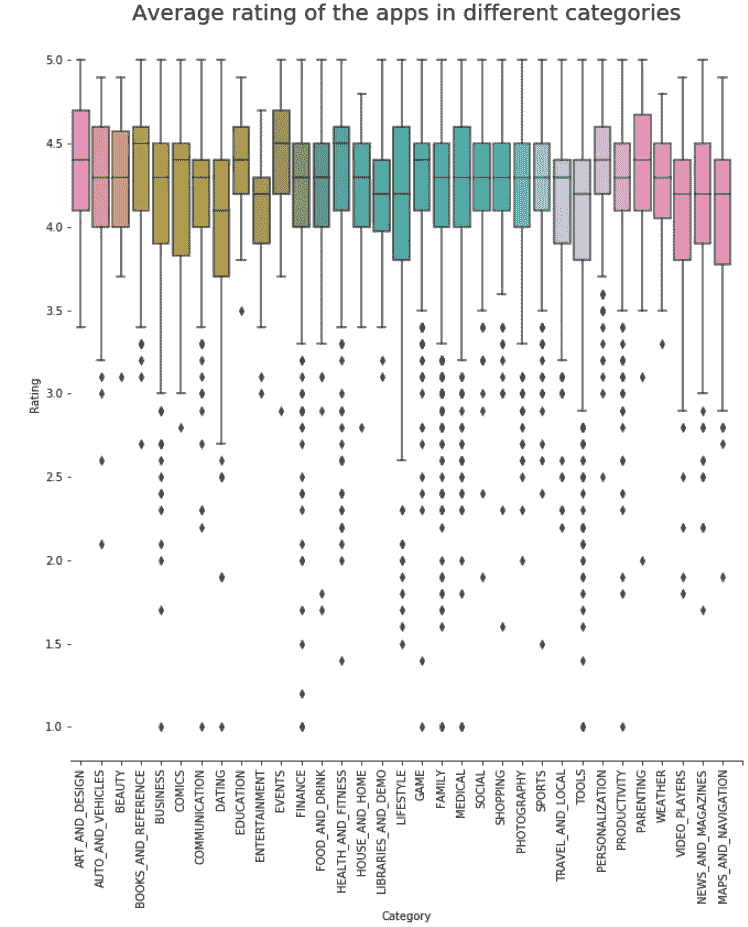 Average rating of the apps in different categories
5.0
4.5
4.0
3.5
3.0
2.5
2.0
1.5
1.0
Rating
ART_AND_DESIGN
AUTO_AND_VEHICLES
BEAUTY
BOOKS_AND_REFERENCE
BUSINESS
COMICS
COMMUNICATION
DATING
EDUCATION
ENTERTAINMENT
EVENTS
FINANCE
FOOD_AND_DRINK
HEALTH_AND_FITNESS
HOUSE_AND_HOME
LIBRARIES_AND_DEMO
LIFESTYLE
GAME
FAMILY
MEDICAL
SOCIAL
SHOPPING
PHOTOGRAPHY
SPORTS
TRAVEL_AND_LOCAL
TOOLS
PERSONALIZATION
PRODUCTIVITY
PARENTING
WEATHER
VIDEO_PLAYERS
NEWS_AND_MAGAZINES
MAPS_AND_NAVIGATION
Category